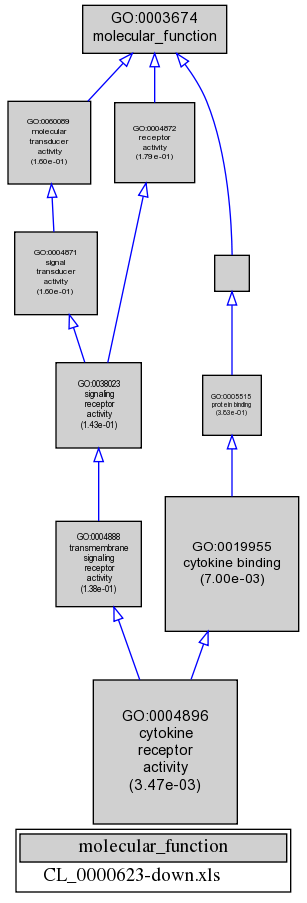 GO:0003674
molecular_function
GO:0060089
molecular
transducer
activity
(1.60e-01)
GO:0004872
receptor
activity
(1.79e-01)
GO:0004871
signal
transducer
activity
(1.60e-01)
GO:0038023
signaling
receptor
activity
(1.43e-01)
GO:0005515
protein binding
(3.63e-01)
GO:0004888
transmembrane
signaling
receptor
activity
(1.38e-01)
GO:0019955
cytokine binding
(7.00e-03)
GO:0004896
cytokine
receptor
activity
(3.47e-03)
molecular_function
CL_0000623-down.xls